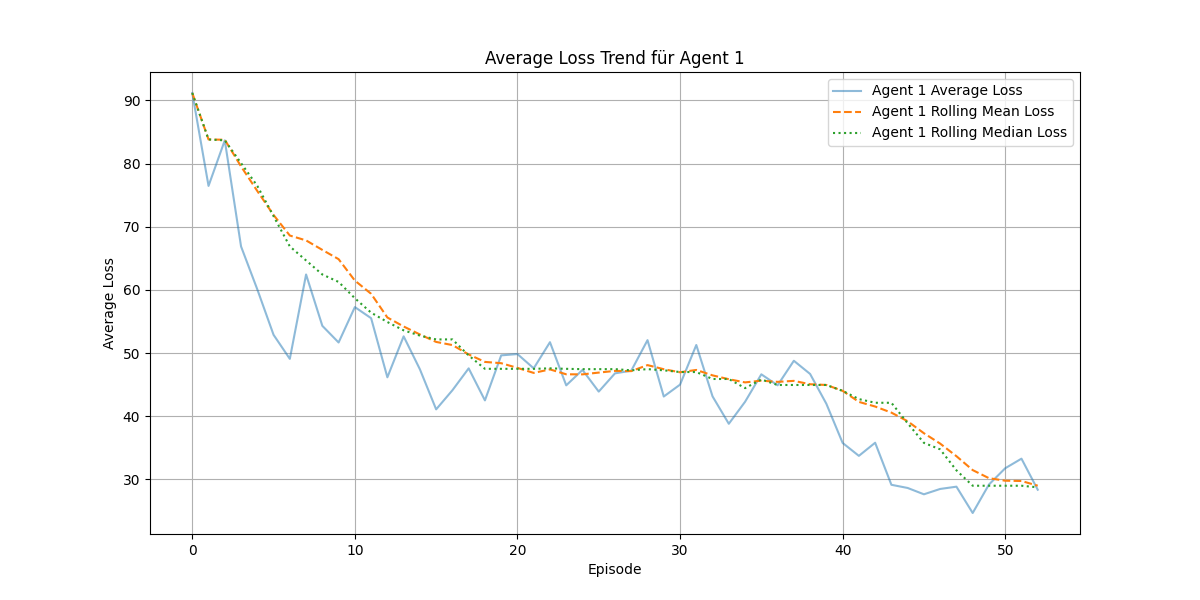 Average Loss Trend für Agent 1
Agent 1 Average Loss
Agent 1 Rolling Mean Loss
Agent 1 Rolling Median Loss
Average Loss
90
80
70
60
50
40
30
0 10 20 30 40 50
Episode